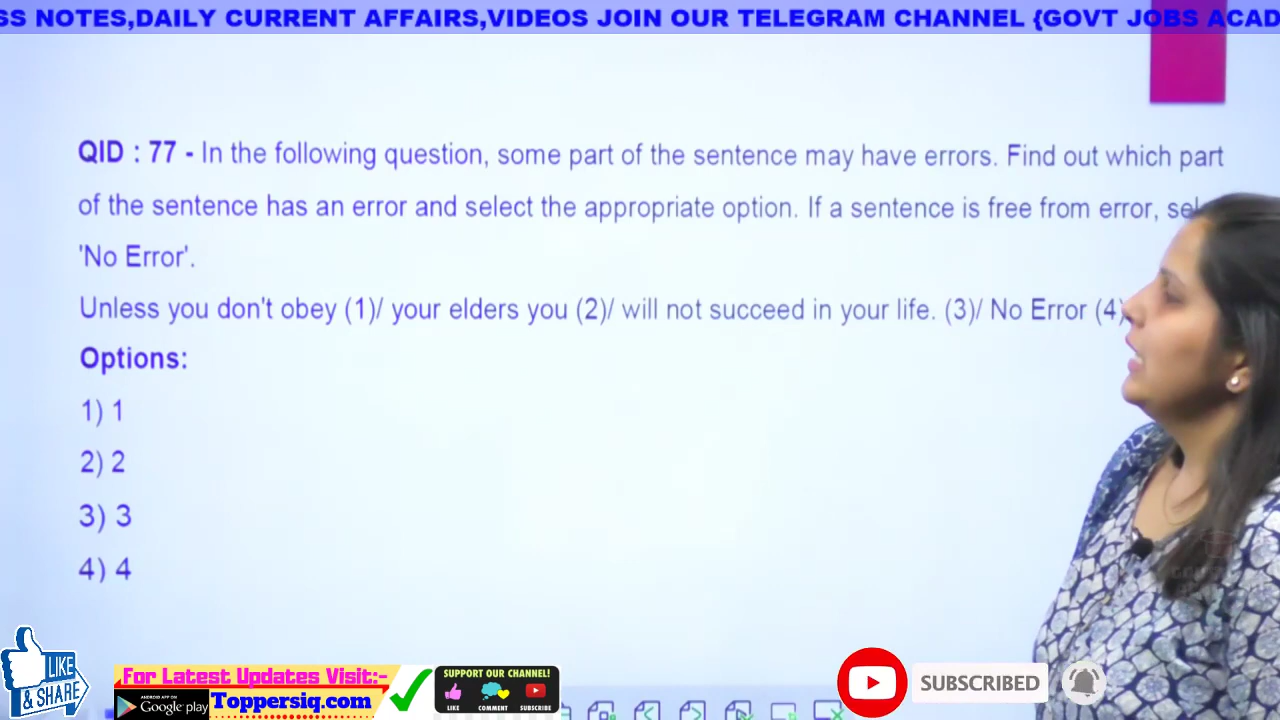 SS NOTES,DAILY CURRENT AFFAIRS,VIDEOS JOIN OUR TELEGRAM CHANNEL {GOVT JOBS ACAD
QID : 77 - In the following question, some part of the sentence may have errors. Find out which part
of the sentence has an error and select the appropriate option. If a sentence is free from error, sel
'No Error'.
Unless you don't obey (1)/ your elders you (2)/ will not succeed in your life. (3)/ No Error (4)
Options:
1) 1
2) 2
3) 3
4) 4
LIKE
& SHARE
For Latest Updates Visit:-
ANDROID APP ON
Google play
Toppersiq.com
SUPPORT OUR CHANNEL!
LIKE COMMENT SUBSCRIBE
SUBSCRIBED